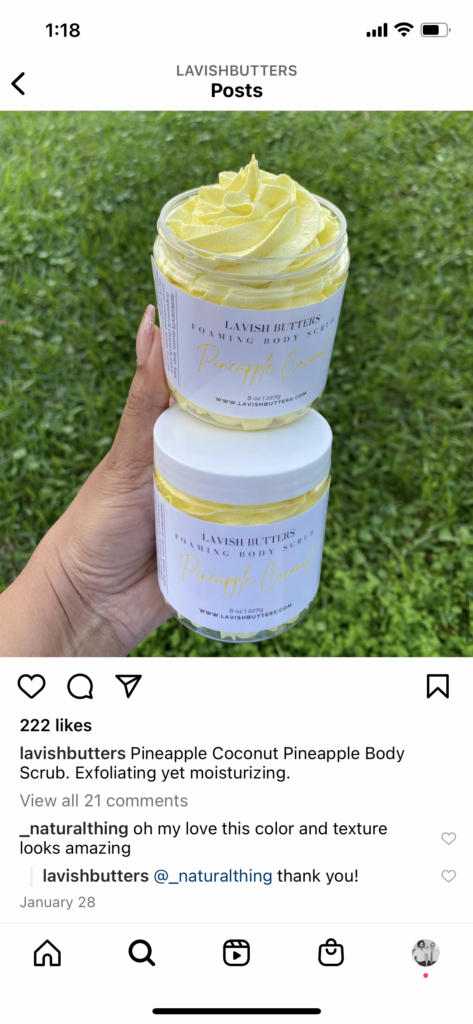 1:18
LAVISHBUTTERS
Posts
LAVISH BUTTERS
FOAMING BODY SCRUB
Pineapple
8 oz | 227g
WWW.LAVISHBUTTERS.COM
LAVISH BUTTERS
FOAMING BODY SCRUB
Pineapple
8 oz | 227g
WWW.LAVISHBUTTERS.COM
222 likes
lavishbutters Pineapple Coconut Pineapple Body
Scrub. Exfoliating yet moisturizing.
View all 21 comments
_naturalthing oh my love this color and texture
looks amazing
lavishbutters @_naturalthing thank you!
January 28